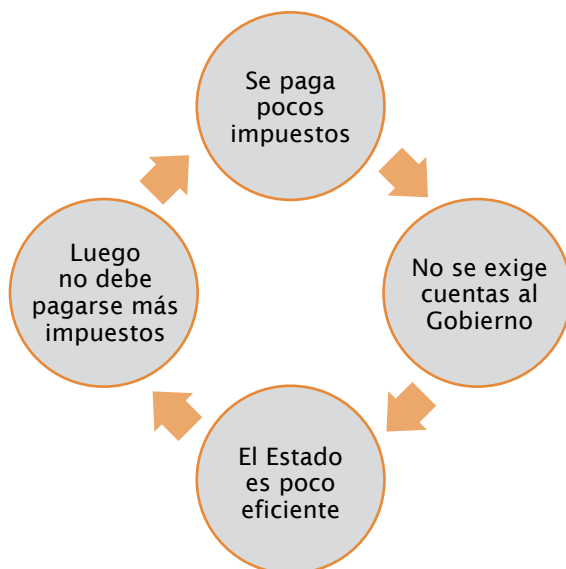 Se paga
pocos
impuestos
No se exige
cuentas al
Gobierno
El Estado
es poco
eficiente
Luego
no debe
pagarse más
impuestos